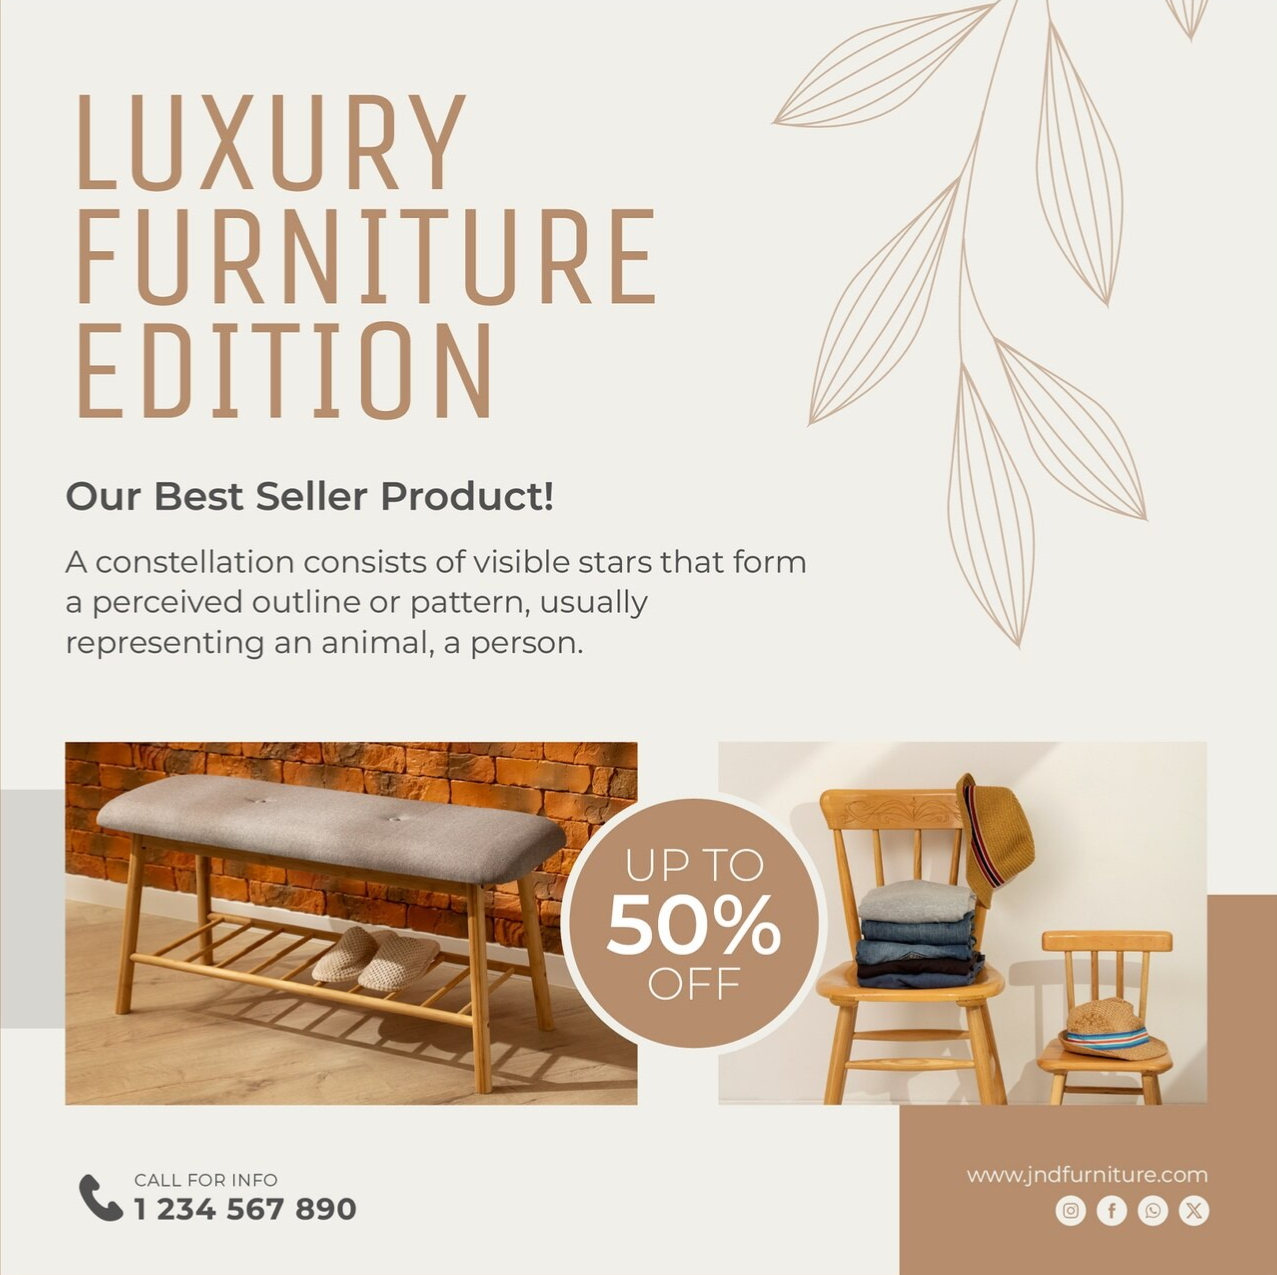 LUXURY
FURNITURE
EDITION
Our Best Seller Product!
A constellation consists of visible stars that form
a perceived outline or pattern, usually
representing an animal, a person.
UP TO
50%
OFF
CALL FOR INFO
1 234 567 890
www.jndfurniture.com